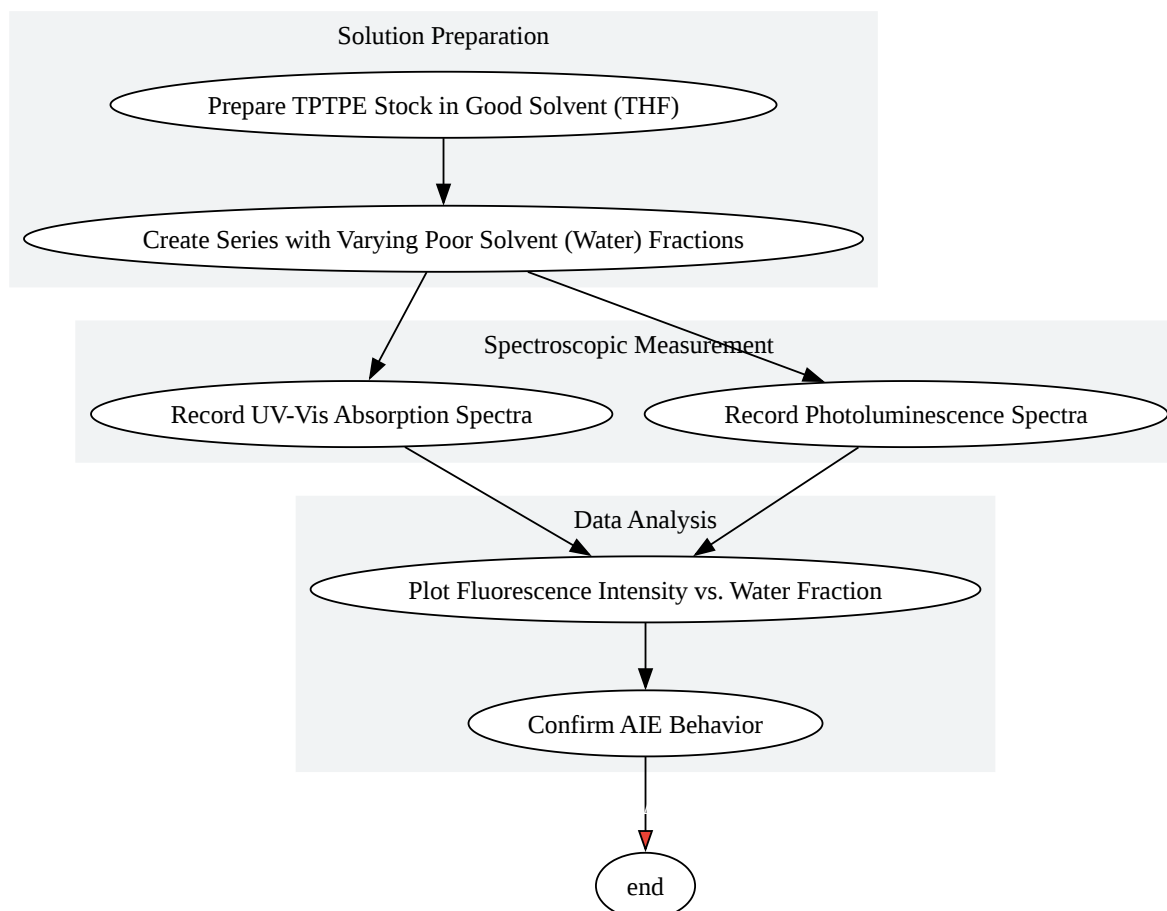 Solution Preparation
Prepare TPTPE Stock in Good Solvent (THF)
Create Series with Varying Poor Solvent (Water) Fractions
Spectroscopic Measurement
Record UV-Vis Absorption Spectra
Record Photoluminescence Spectra
Data Analysis
Plot Fluorescence Intensity vs. Water Fraction
Confirm AIE Behavior
end